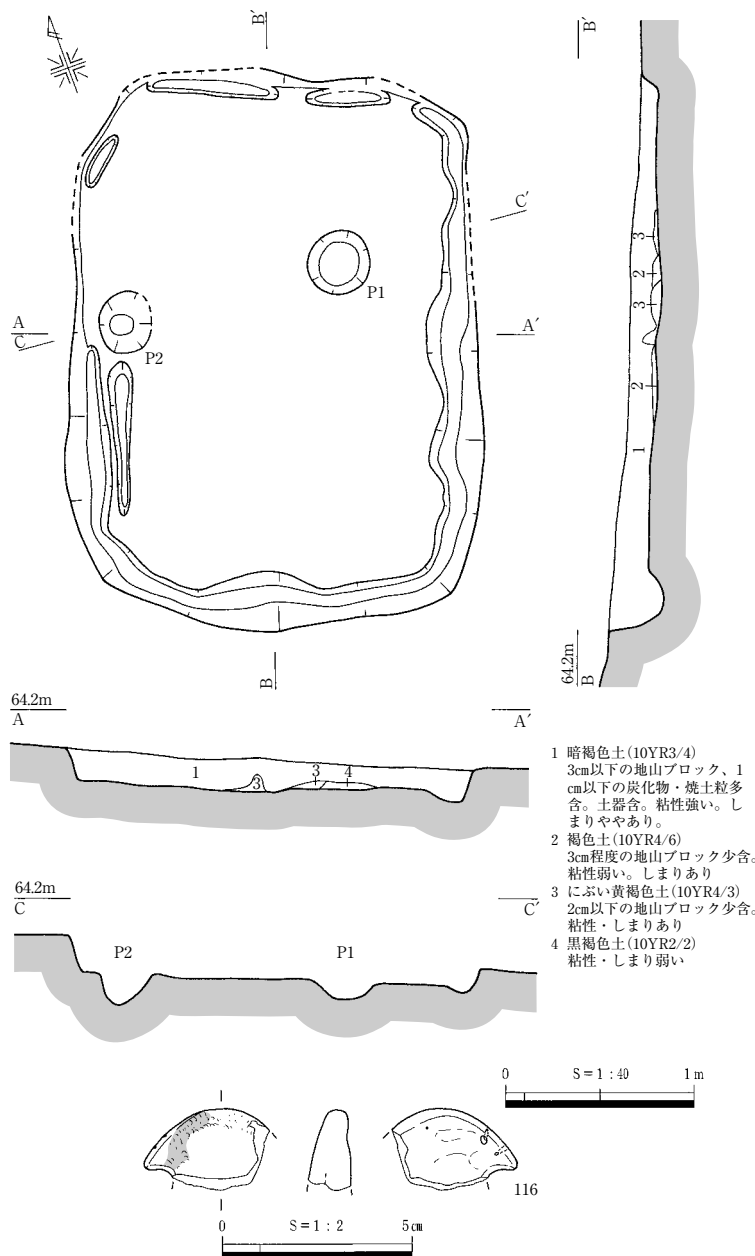 B`
B`
C´
P1
A
A´
C
P2
3
2
3
2
1
B
64.2m
B
64.2m
A
A´
1
3
3
4
1 暗褐色土(10YR3/4)
3㎝以下の地山ブロック、1
㎝以下の炭化物・焼土粒多
含。土器含。粘性強い。し
まりややあり。
2 褐色土(10YR4/6)
3㎝程度の地山ブロック少含。
粘性弱い。しまりあり
3 にぶい黄褐色土(10YR4/3)
2㎝以下の地山ブロック少含。
粘性・しまりあり
4 黒褐色土(10YR2/2)
粘性・しまり弱い
64.2m
C
C´
P2
P1
0
S＝1：40
1 m
116
0
S＝1：2
5㎝